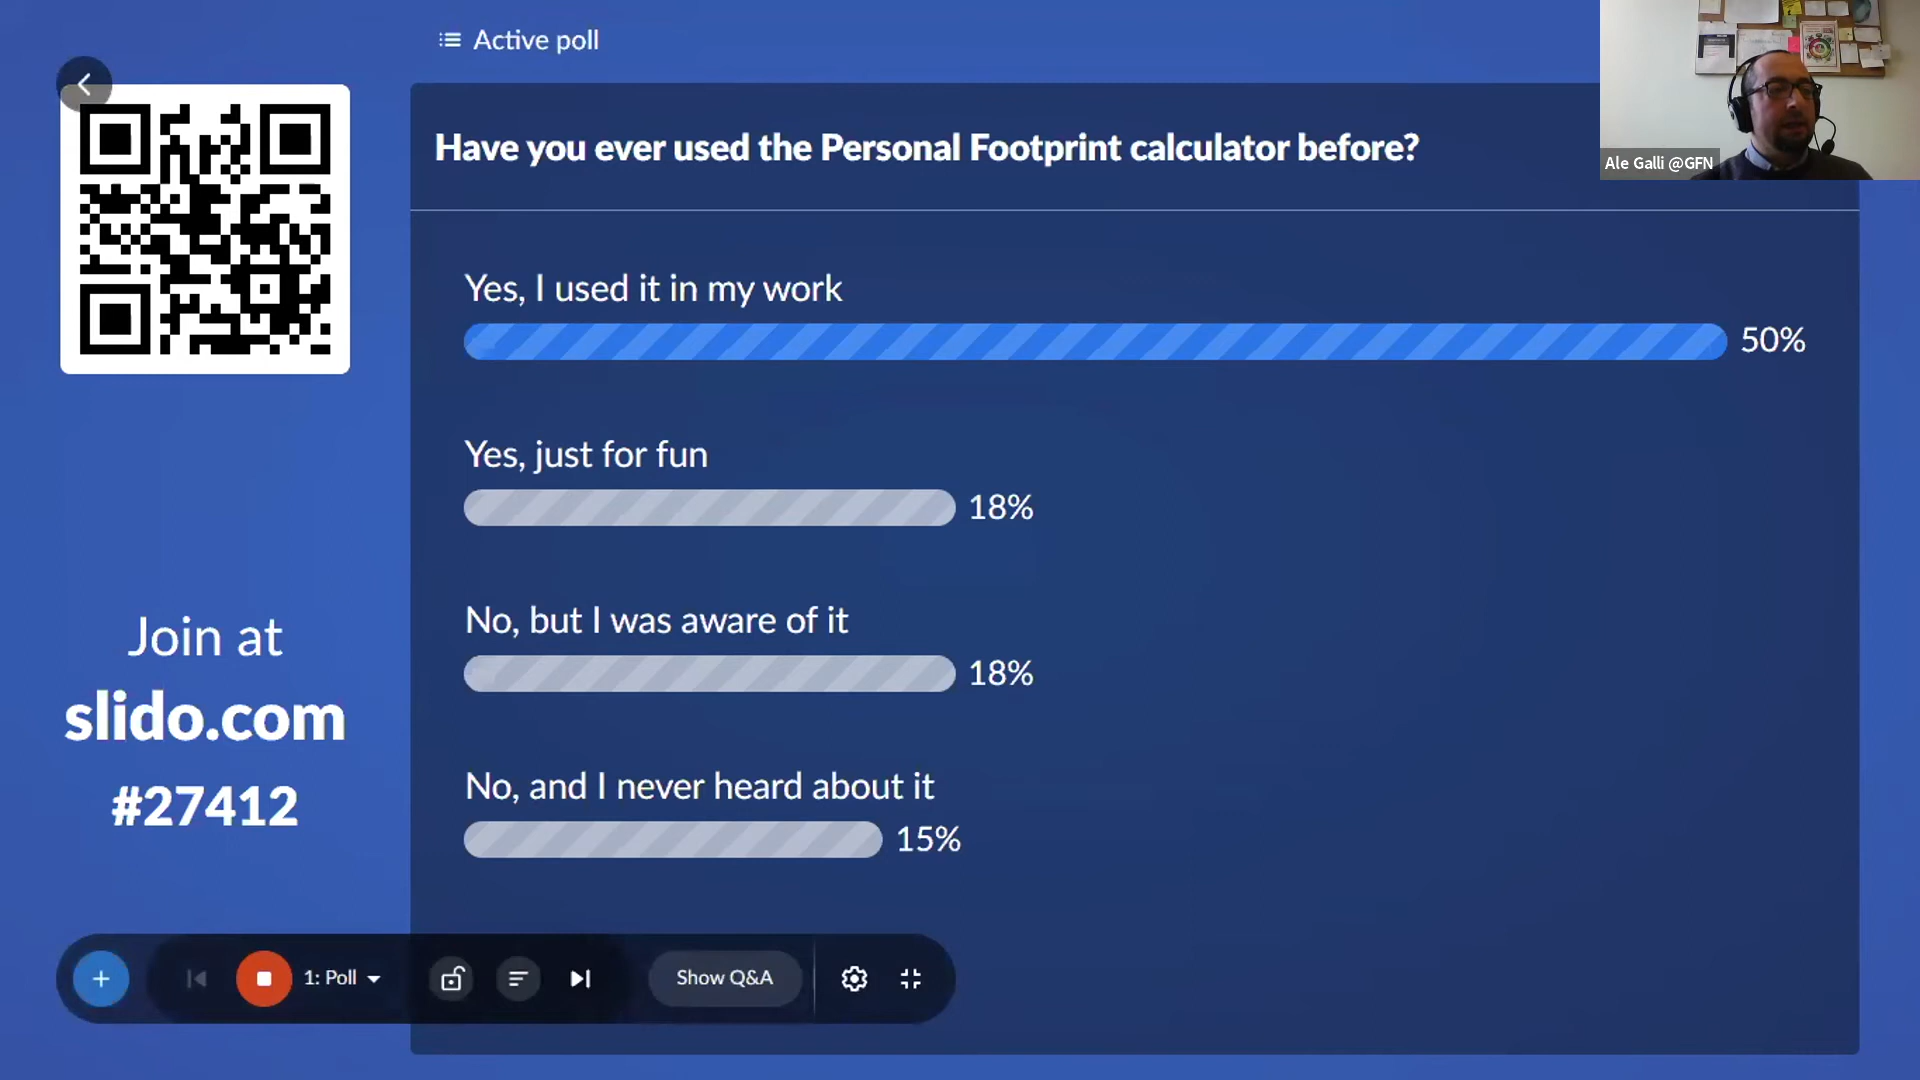 Active poll
Have you ever used the Personal Footprint calculator before?
Ale Galli @GFN
Yes, I used it in my work
50%
Yes, just for fun
18%
No, but I was aware of it
18%
No, and I never heard about it
15%
Join at
slido.com
#27412
1: Poll
Show Q&A